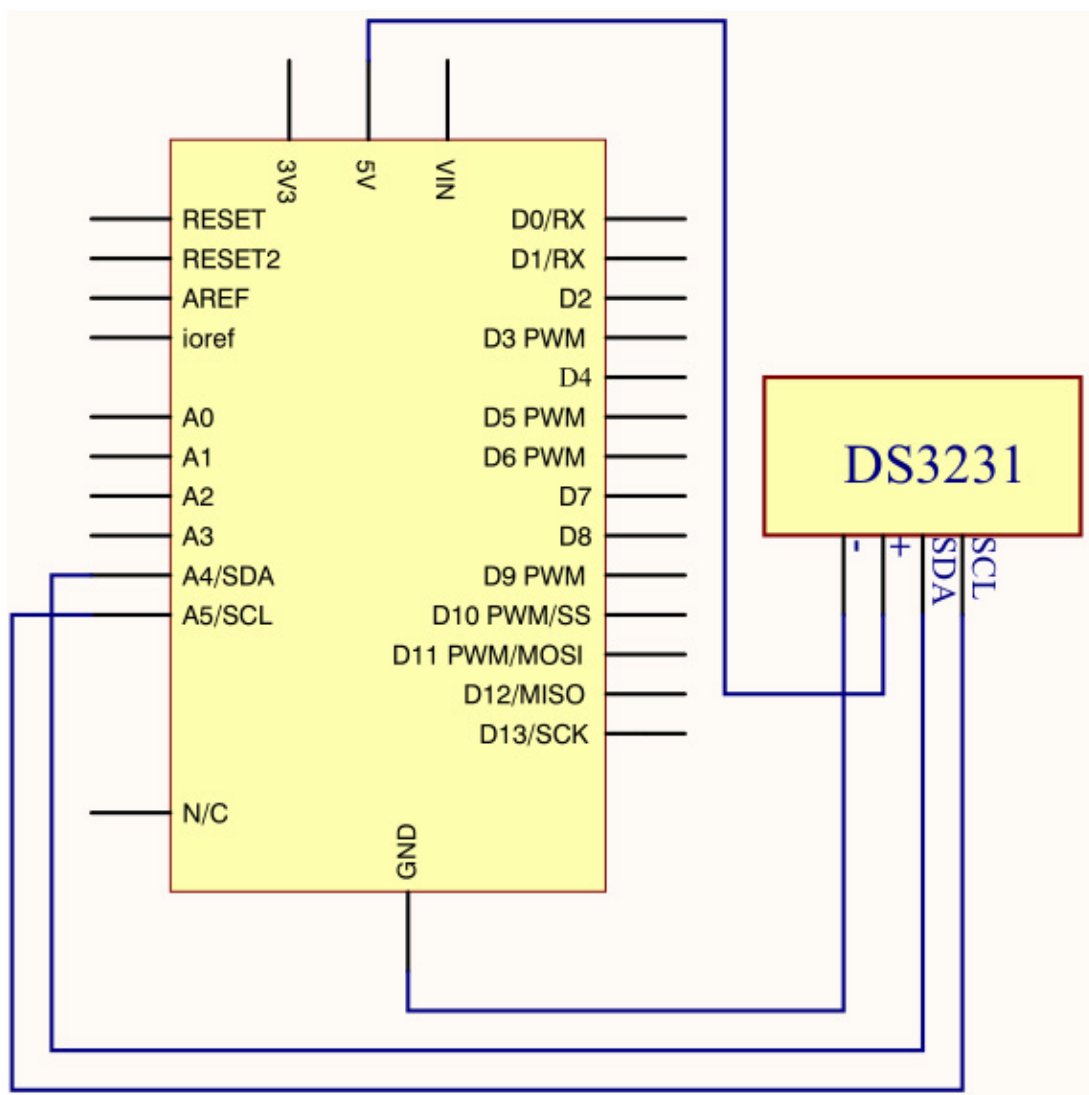 3V3
5V
VIN
RESET
RESET2
AREF
ioref
A0
A1
A2
A3
A4/SDA
A5/SCL
N/C
D0/RX
D1/RX
D2
D3 PWM
D4
D5 PWM
D6 PWM
D7
D8
D9 PWM
D10 PWM/SS
D11 PWM/MOSI
D12/MISO
D13/SCK
GND
DS3231
-
+
SDA
SCL